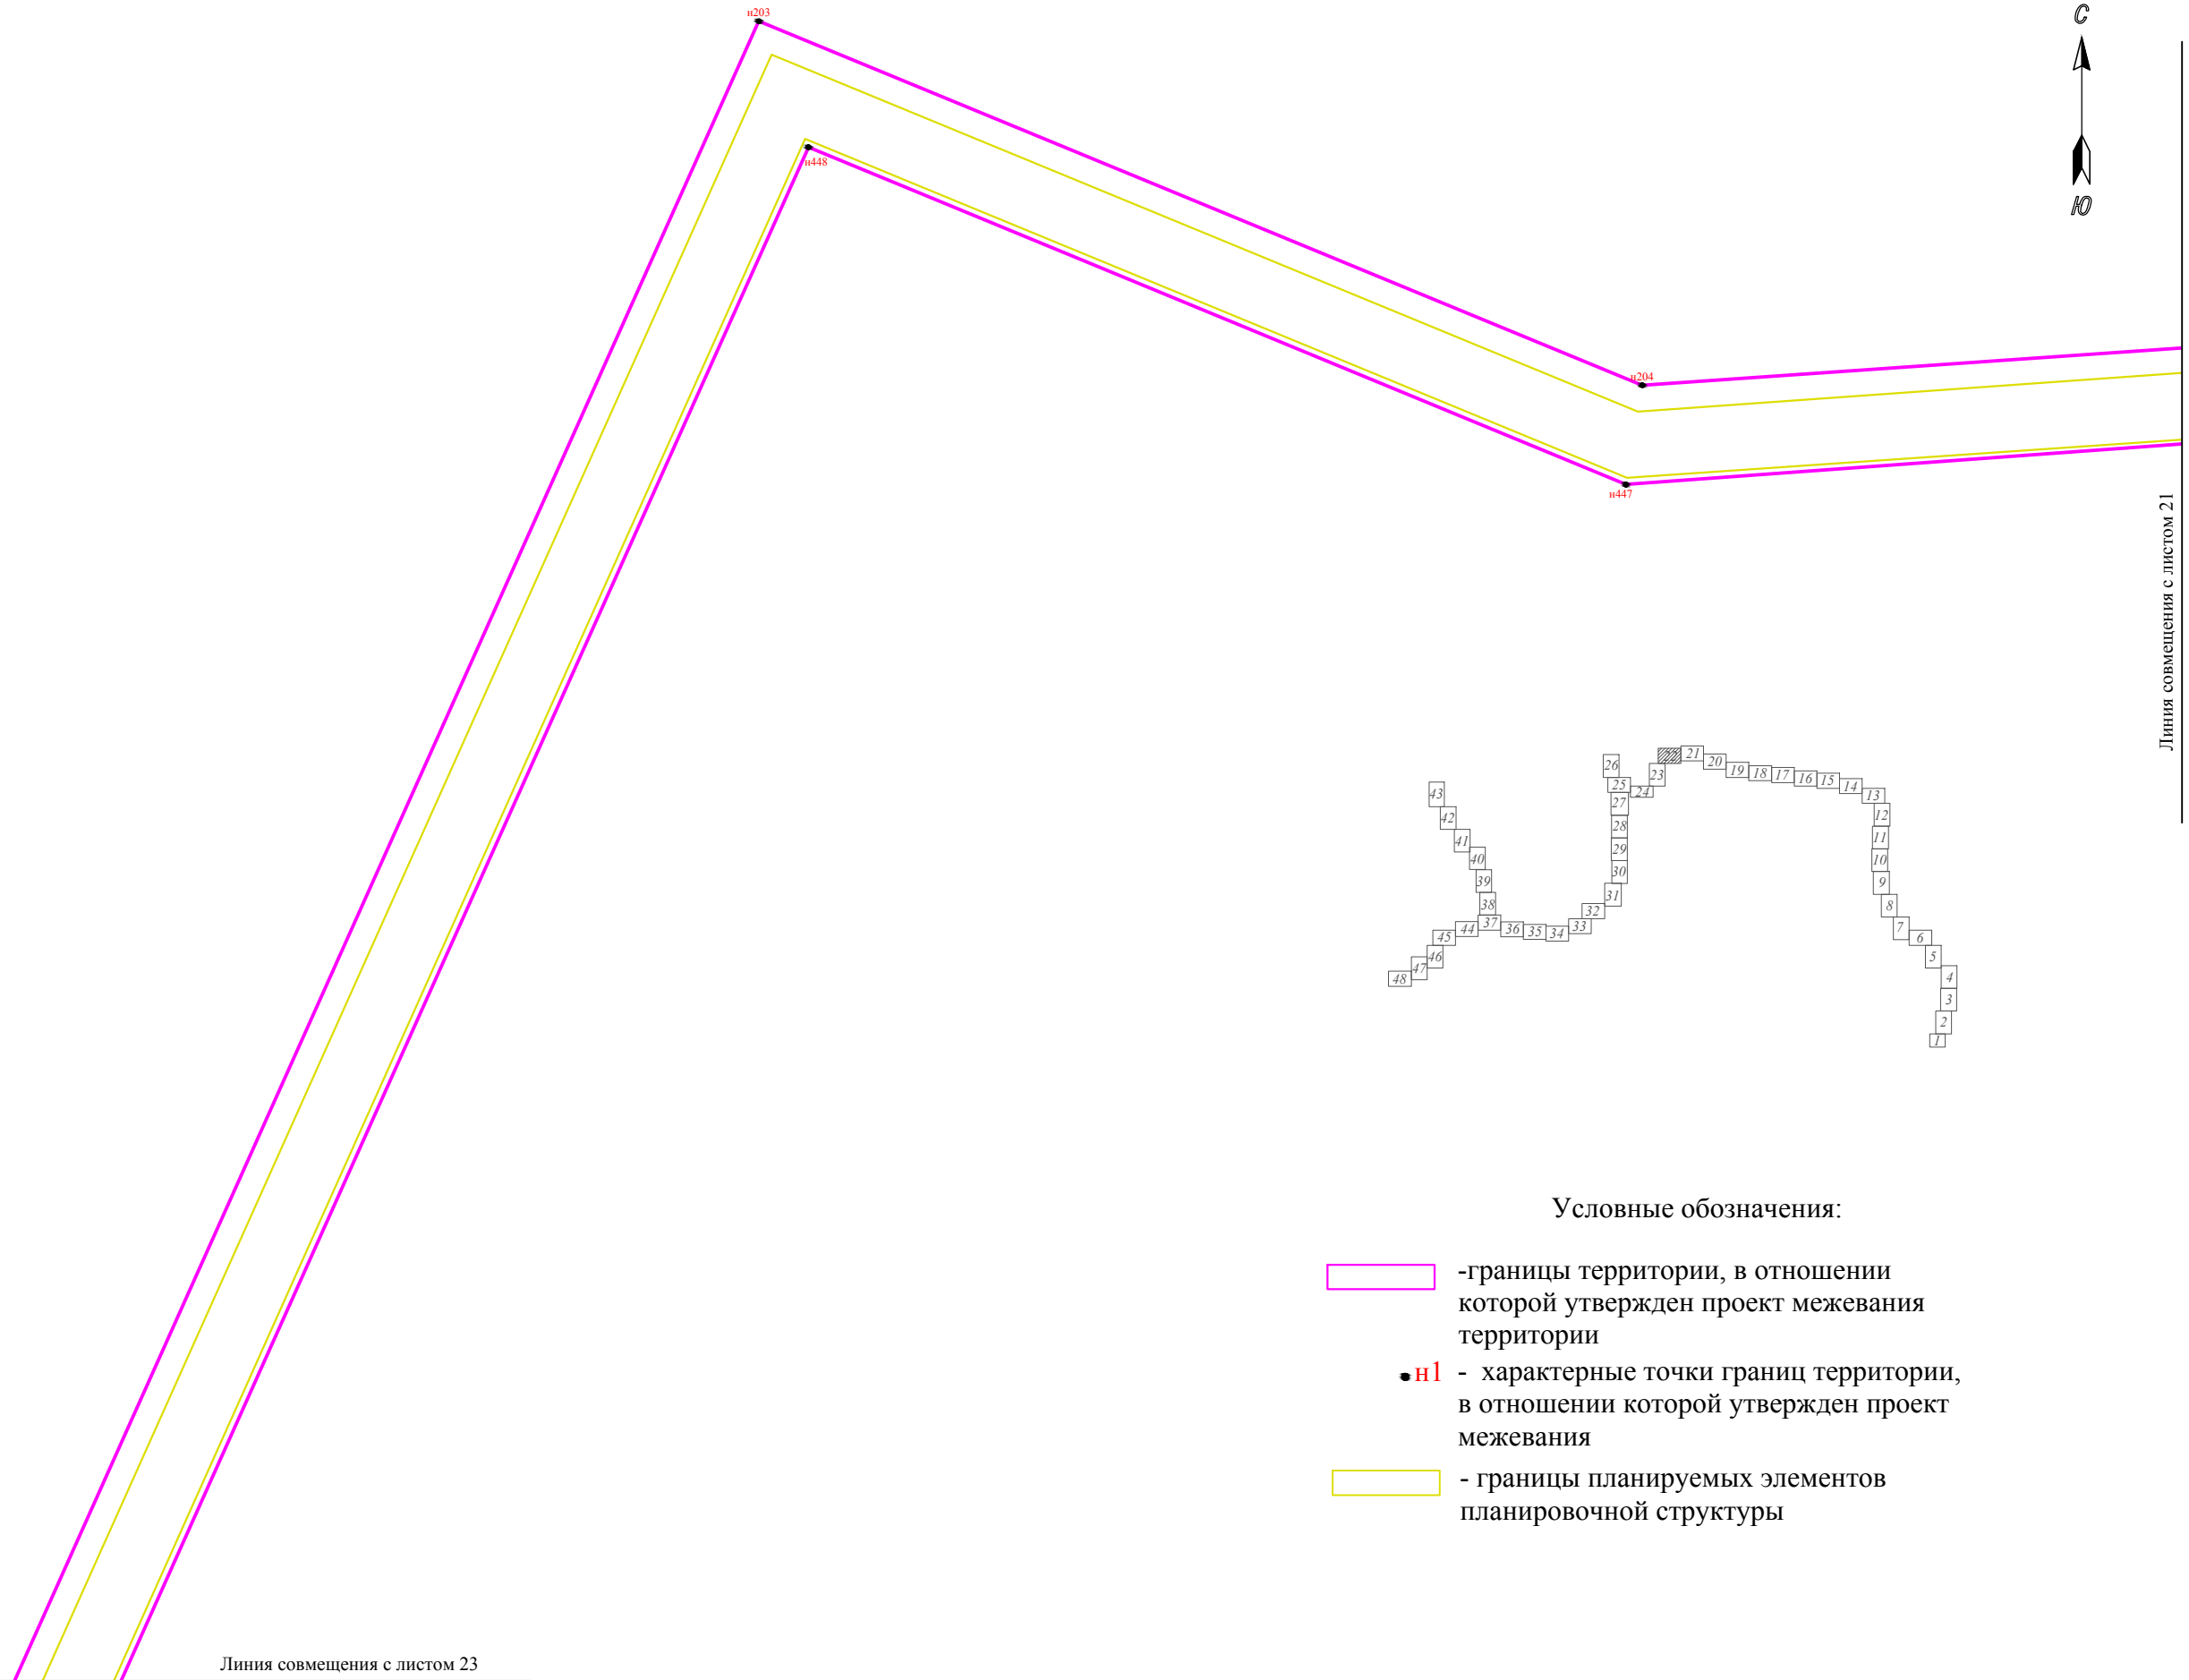 н203
С
н448
Ю
н204
н447
Линия совмещения с листом 21
22
21
20
19
18
17
16
15
14
13
12
11
10
9
8
7
6
5
4
3
2
1
26
25
24
23
27
28
29
30
31
32
33
34
35
36
37
38
39
40
41
42
43
44
45
46
47
48
Условные обозначения:
-границы территории, в отношении
которой утвержден проект межевания
территории
н1 - характерные точки границ территории,
в отношении которой утвержден проект
межевания
- границы планируемых элементов
планировочной структуры
Линия совмещения с листом 23